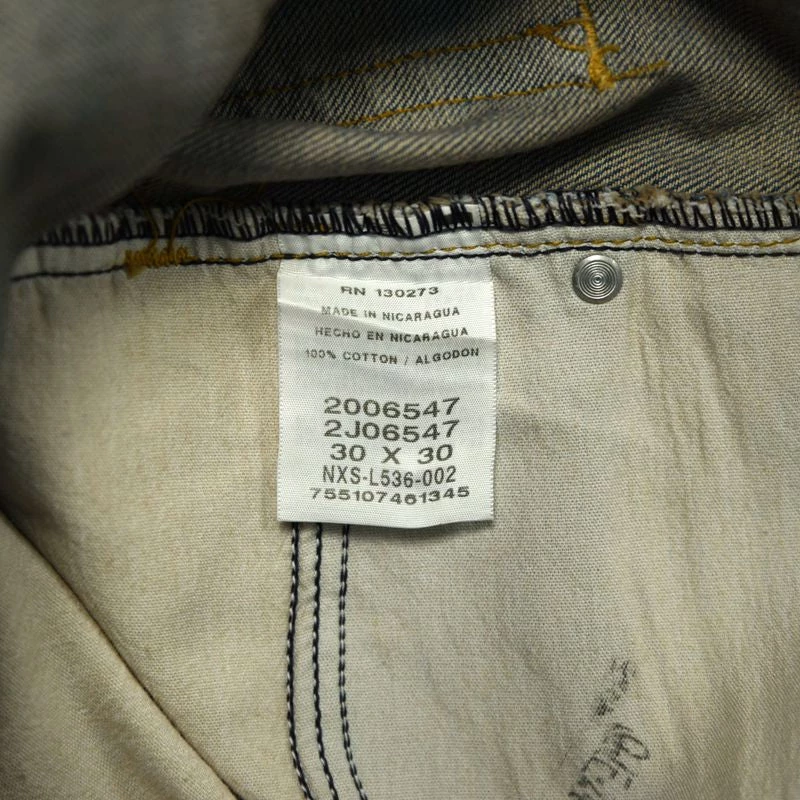 RN 130273
MADE IN NICARAGUA
HECHO EN NICARAGUA
100% COTTON / ALGODON
2006547
2J06547
30 X 30
NXS-L536-002
755107461345